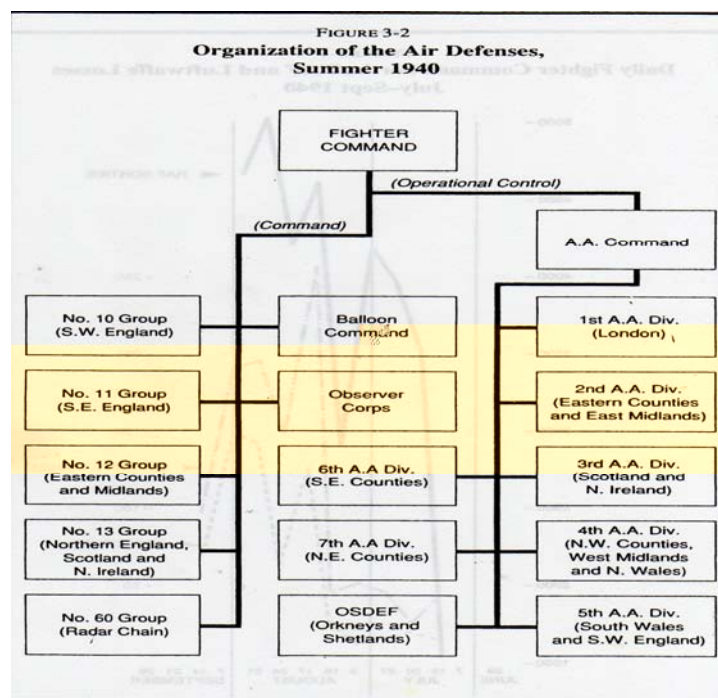 FIGURE 3-2
Organization of the Air Defenses,
Summer 1940
FIGHTER
COMMAND
(Operational Control)
(Command)
A.A. Command
No. 10 Group
(S.W. England)
Balloon
Command
1st A.A. Div.
(London)
No. 11 Group
(S.E. England)
Observer
Corps
2nd A.A. Div.
(Eastern Counties
and East Midlands)
No. 12 Group
(Eastern Counties
and Midlands)
6th A.A Div.
(S.E. Counties)
3rd A.A. Div.
(Scotland and
N. Ireland)
No. 13 Group
(Northern England,
Scotland and
N. Ireland)
7th A.A Div.
(N.E. Counties)
4th A.A. Div.
(N.W. Counties,
West Midlands
and N. Wales)
No. 60 Group
(Radar Chain)
OSDEF
(Orkneys and
Shetlands)
5th A.A. Div.
(South Wales
and S.W. England)